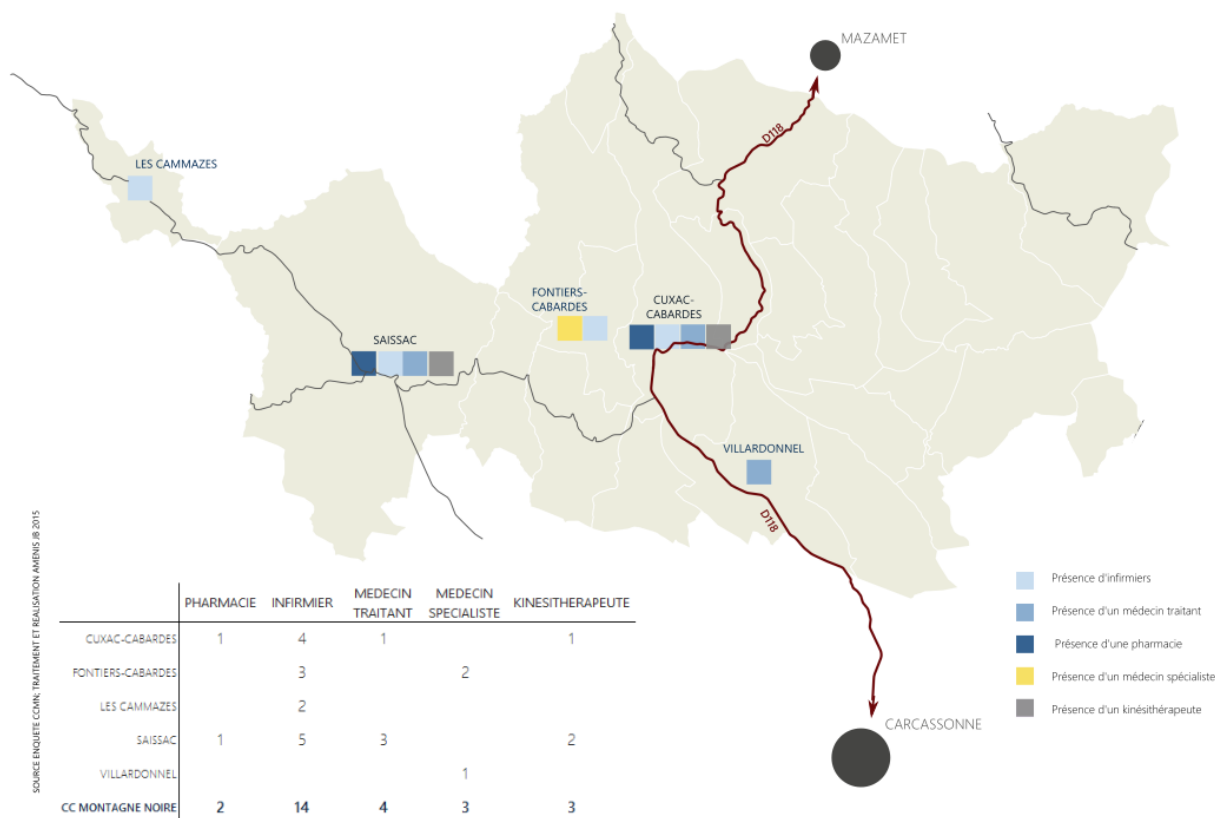 MAZAMET
D118
LES CAMMAZES
FONTIERS-
CABARDES
CUXAC-
CABARDES
SAISSAC
VILLARDONNEL
D118
CARCASSONNE
SOURCE ENQUETE CCMN; TRAITEMENT ET REALISATION AMENIS JB 2015
Présence d'infirmiers
Présence d'un médecin traitant
Présence d'une pharmacie
Présence d'un médecin spécialiste
Présence d'un kinésithérapeute
PHARMACIE INFIRMIER MEDECIN TRAITANT MEDECIN SPECIALISTE KINESITHERAPEUTE
CUXAC-CABARDES 1 4 1 1
FONTIERS-CABARDES 3 2
LES CAMMAZES 2
SAISSAC 1 5 3 2
VILLARDONNEL 1
CC MONTAGNE NOIRE 2 14 4 3 3